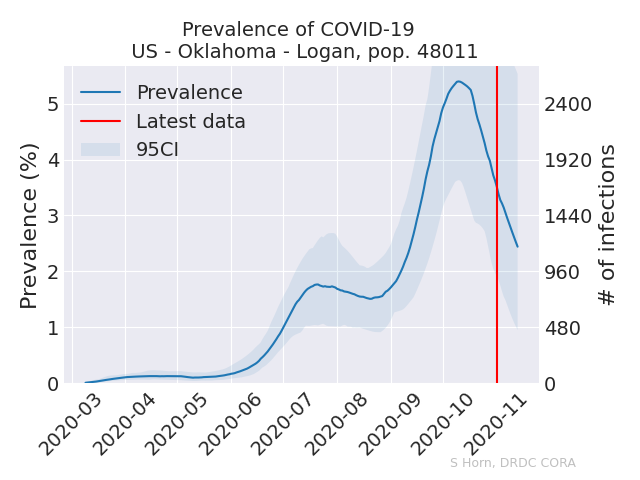 Prevalence of COVID-19
US - Oklahoma - Logan, pop. 48011
Prevalence
Latest data
95CI
Prevalence (%)
0
1
2
3
4
5
# of infections
0
480
960
1440
1920
2400
2020-03
2020-04
2020-05
2020-06
2020-07
2020-08
2020-09
2020-10
2020-11
S Horn, DRDC CORA